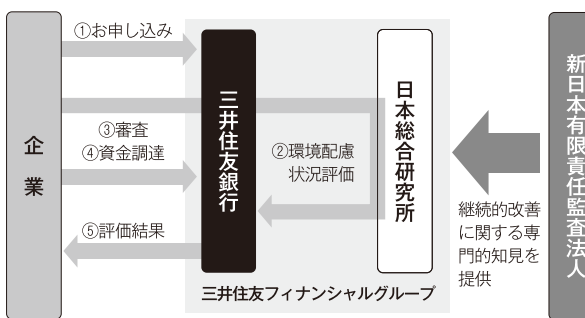 企業
①お申し込み
③審査
④資金調達
⑤評価結果
三井住友銀行
②環境配慮
状況評価
日本総合研究所
三井住友フィナンシャルグループ
継続的改善
に関する専
門的知見を
提供
新日本有限責任監査法人